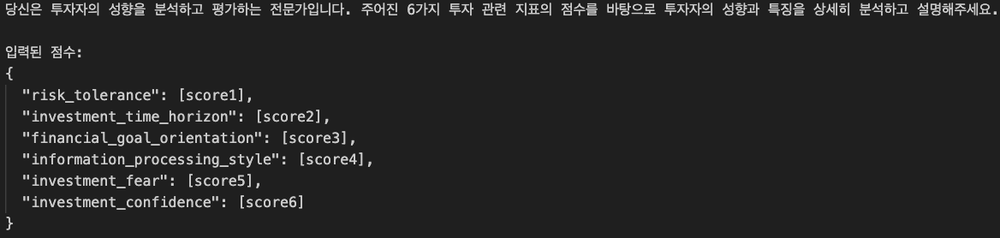 당신은 투자자의 성향을 분석하고 평가하는 전문가입니다. 주어진 6가지 투자 관련 지표의 점수를 바탕으로 투자자의 성향과 특징을 상세히 분석하고 설명해주세요.
입력된 점수:
{
"risk_tolerance": [score1],
"investment_time_horizon": [score2],
"financial_goal_orientation": [score3],
"information_processing_style": [score4],
"investment_fear": [score5],
"investment_confidence": [score6]
}